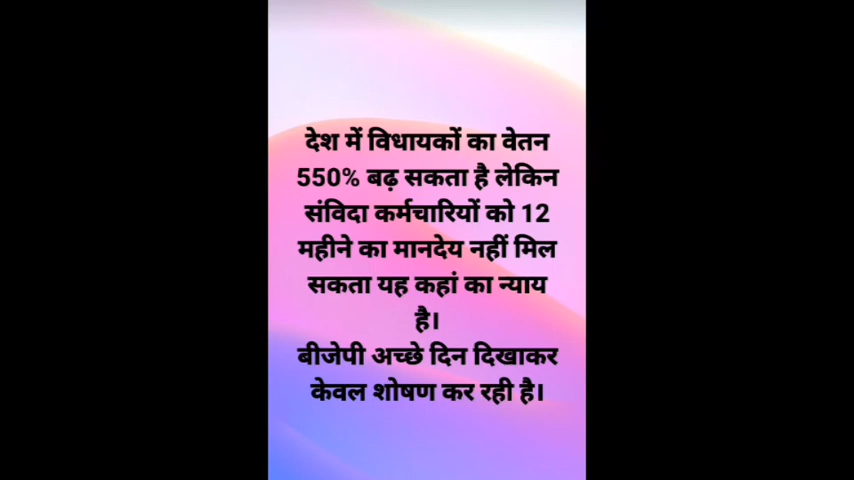 देश में विधायकों का वेतन
550% बढ़ सकता है लेकिन
संविदा कर्मचारियों को 12
महीने का मानदेय नहीं मिल
सकता यह कहां का न्याय
है।
बीजेपी अच्छे दिन दिखाकर
केवल शोषण कर रही है।